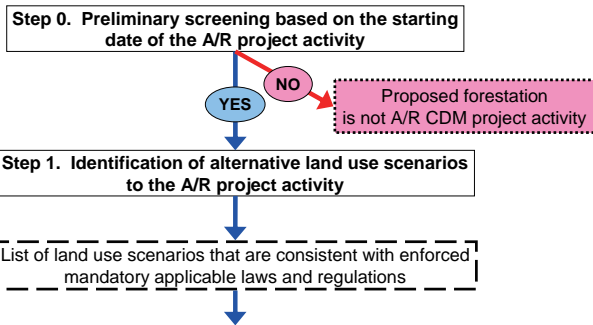 Step 0. Preliminary screening based on the starting
date of the A/R project activity
NO
YES
Proposed forestation
is not A/R CDM project activity
Step 1. Identification of alternative land use scenarios
to the A/R project activity
List of land use scenarios that are consistent with enforced
mandatory applicable laws and regulations